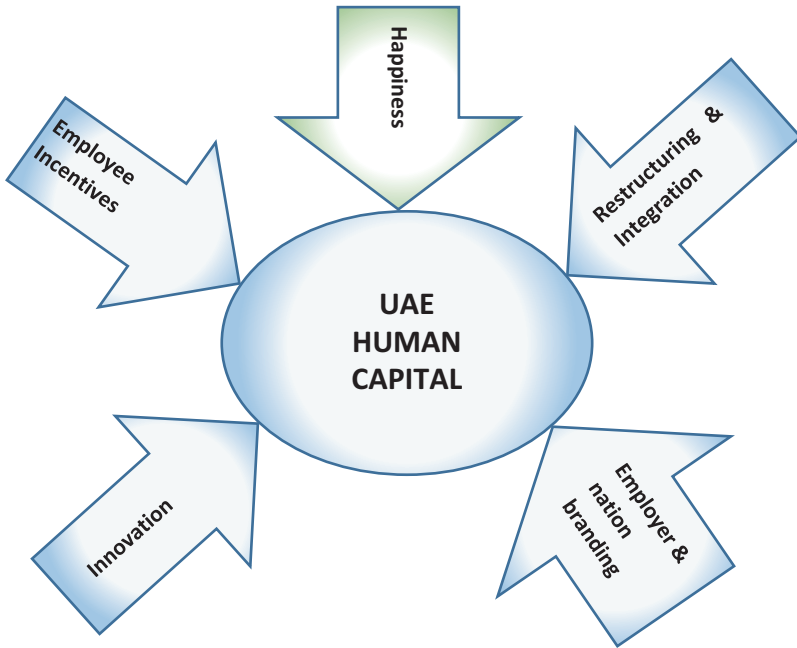 Happiness
Employee
Incentives
Restructuring &
Integration
UAE
HUMAN
CAPITAL
Innovation
Employer &
nation
branding